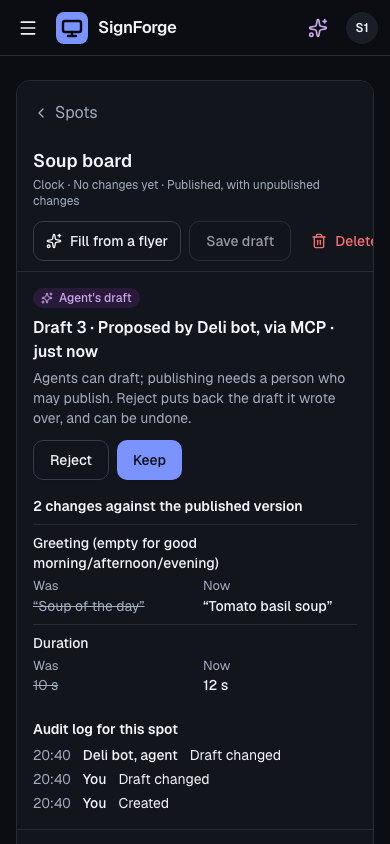 SignForge
S1
Spots
Soup board
Clock · No changes yet · Published, with unpublished
changes
Fill from a flyer
Save draft
Delete
Agent's draft
Draft 3 · Proposed by Deli bot, via MCP ·
just now
Agents can draft; publishing needs a person who
may publish. Reject puts back the draft it wrote
over, and can be undone.
Reject
Keep
2 changes against the published version
Greeting (empty for good
morning/afternoon/evening)
Was
Now
“Soup of the day”
“Tomato basil soup”
Duration
Was
Now
10 s
12 s
Audit log for this spot
20:40 Deli bot, agent Draft changed
20:40 You Draft changed
20:40 You Created